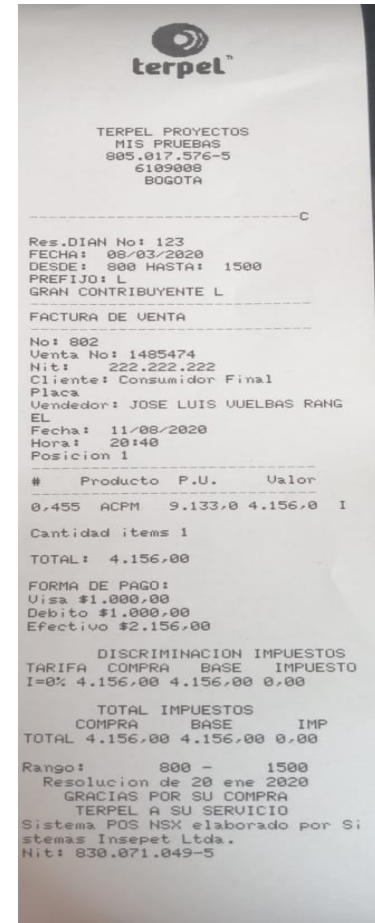 terpel™
TERPEL PROYECTOS
MIS PRUEBAS
805.017.576-5
6109008
BOGOTA
-----------------------------C
Res.DIAN No: 123
FECHA: 08/03/2020
DESDE: 800 HASTA: 1500
PREFIJO: L
GRAN CONTRIBUYENTE L
------------------------------
FACTURA DE VENTA
------------------------------
No: 802
Venta No: 1485474
Nit: 222.222.222
Cliente: Consumidor Final
Placa
Vendedor: JOSE LUIS VUELBAS RANG
EL
Fecha: 11/08/2020
Hora: 20:40
Posicion 1
------------------------------
# Producto P.U. Valor
------------------------------
0,455 ACPM 9.133,0 4.156,0 I
Cantidad items 1
TOTAL: 4.156,00
FORMA DE PAGO:
Visa $1.000,00
Debito $1.000,00
Efectivo $2.156,00
DISCRIMINACION IMPUESTOS
TARIFA COMPRA BASE IMPUESTO
I=0% 4.156,00 4.156,00 0,00
TOTAL IMPUESTOS
COMPRA BASE IMP
TOTAL 4.156,00 4.156,00 0,00
Rango: 800 - 1500
Resolucion de 20 ene 2020
GRACIAS POR SU COMPRA
TERPEL A SU SERVICIO
Sistema POS NSX elaborado por Si
stemas Insepet Ltda.
Nit: 830.071.049-5